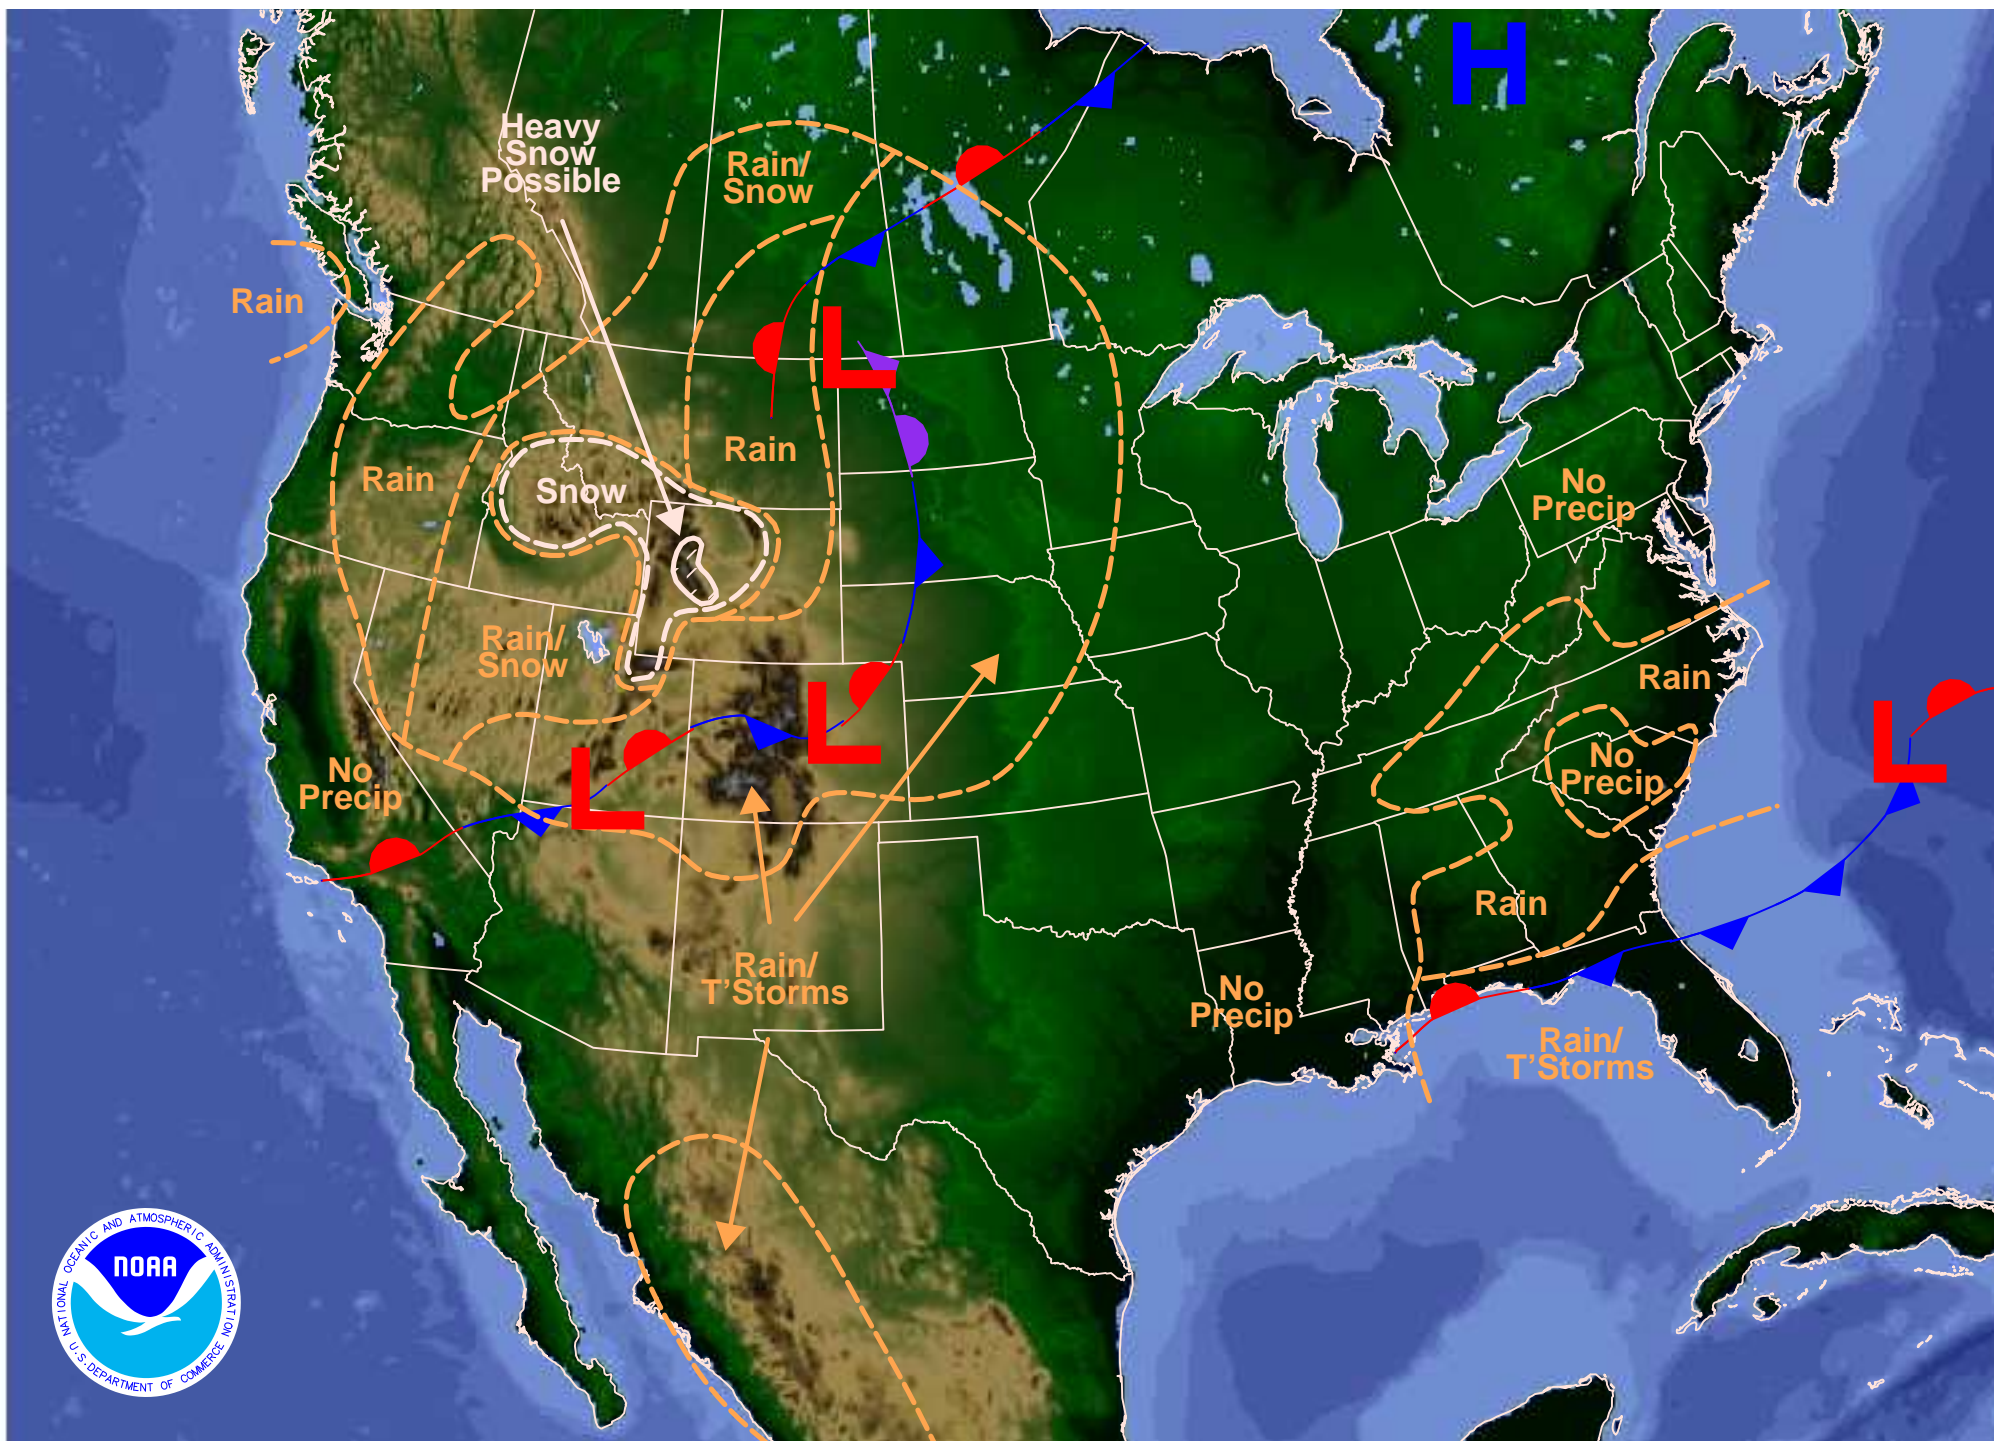 H
Heavy
Snow
Possible
Rain/
Snow
Rain
L
Rain
Rain
Snow
No
Precip
Rain/
Snow
Rain
L
L
L
No
Precip
No
Precip
Rain
Rain/
T'Storms
No
Precip
Rain/
T'Storms
NATIONAL OCEANIC AND ATMOSPHERIC ADMINISTRATION
NOAA
U.S. DEPARTMENT OF COMMERCE